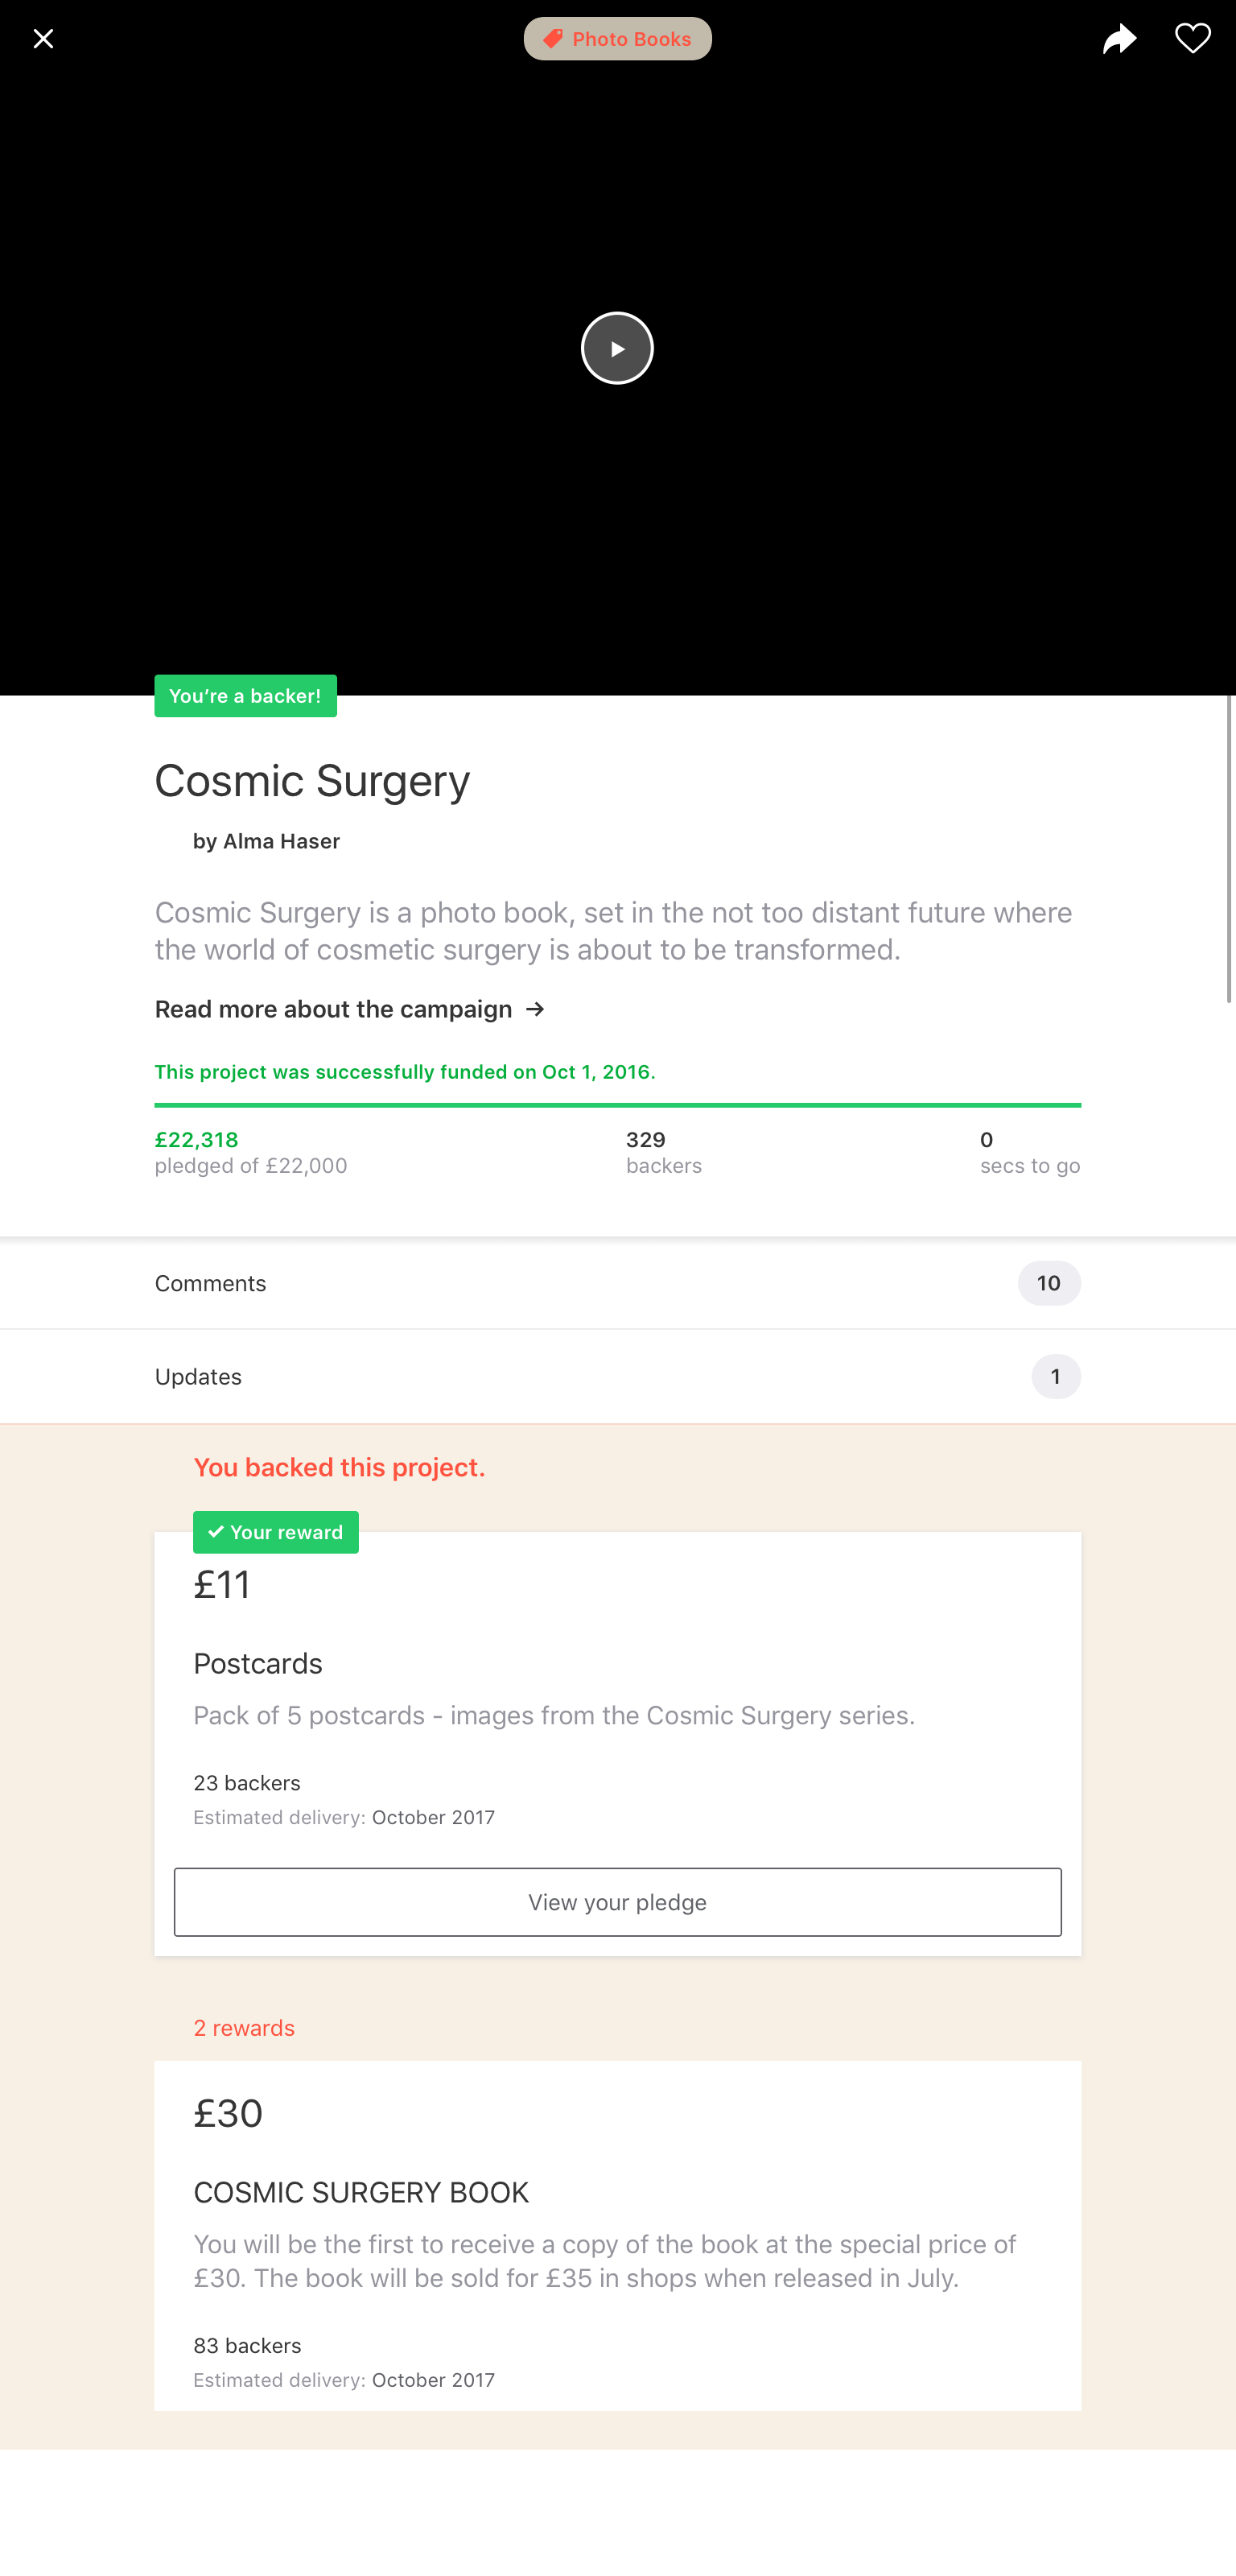 Photo Books
You’re a backer!
Cosmic Surgery
by Alma Haser
Cosmic Surgery is a photo book, set in the not too distant future where
the world of cosmetic surgery is about to be transformed.
Read more about the campaign →
This project was successfully funded on Oct 1, 2016.
£22,318 329 0
pledged of £22,000 backers secs to go
Comments 10
Updates 1
You backed this project.
✓ Your reward
£11
Postcards
Pack of 5 postcards - images from the Cosmic Surgery series.
23 backers
Estimated delivery: October 2017
View your pledge
2 rewards
£30
COSMIC SURGERY BOOK
You will be the first to receive a copy of the book at the special price of
£30. The book will be sold for £35 in shops when released in July.
83 backers
Estimated delivery: October 2017